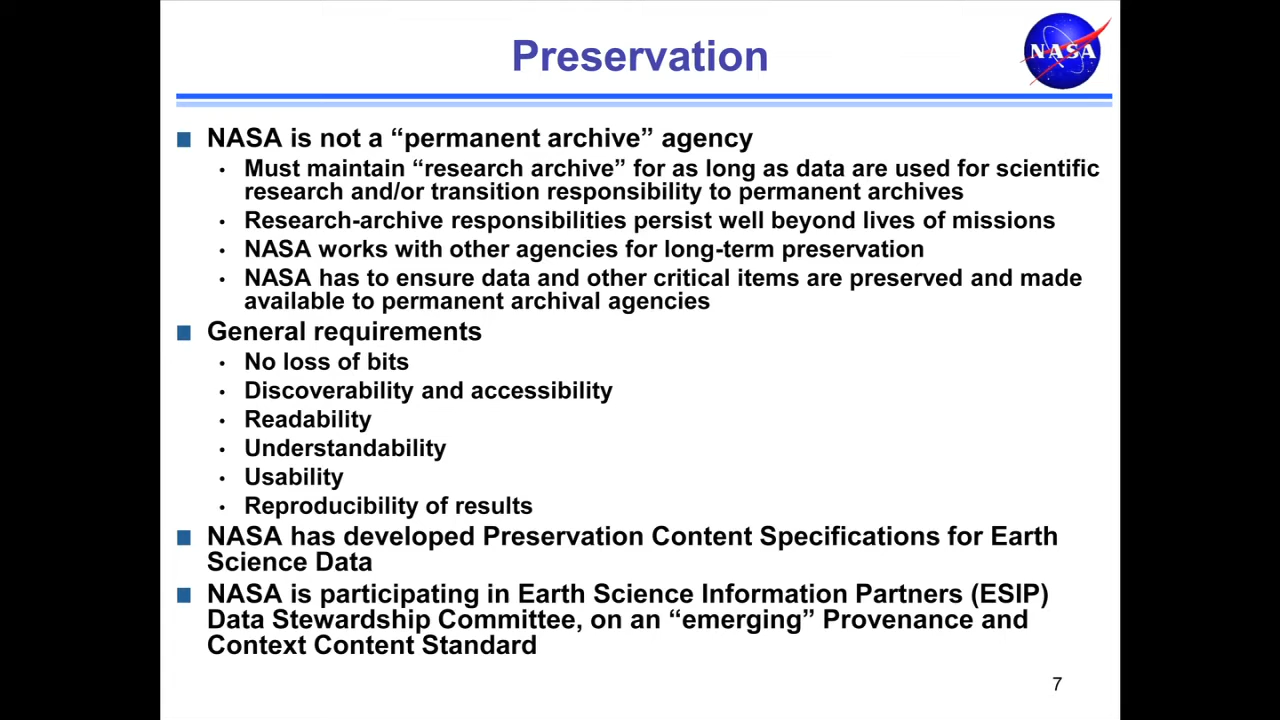 Preservation
NASA
NASA is not a “permanent archive” agency
Must maintain “research archive” for as long as data are used for scientific
research and/or transition responsibility to permanent archives
Research-archive responsibilities persist well beyond lives of missions
NASA works with other agencies for long-term preservation
NASA has to ensure data and other critical items are preserved and made
available to permanent archival agencies
General requirements
No loss of bits
Discoverability and accessibility
Readability
Understandability
Usability
Reproducibility of results
NASA has developed Preservation Content Specifications for Earth
Science Data
NASA is participating in Earth Science Information Partners (ESIP)
Data Stewardship Committee, on an “emerging” Provenance and
Context Content Standard
7